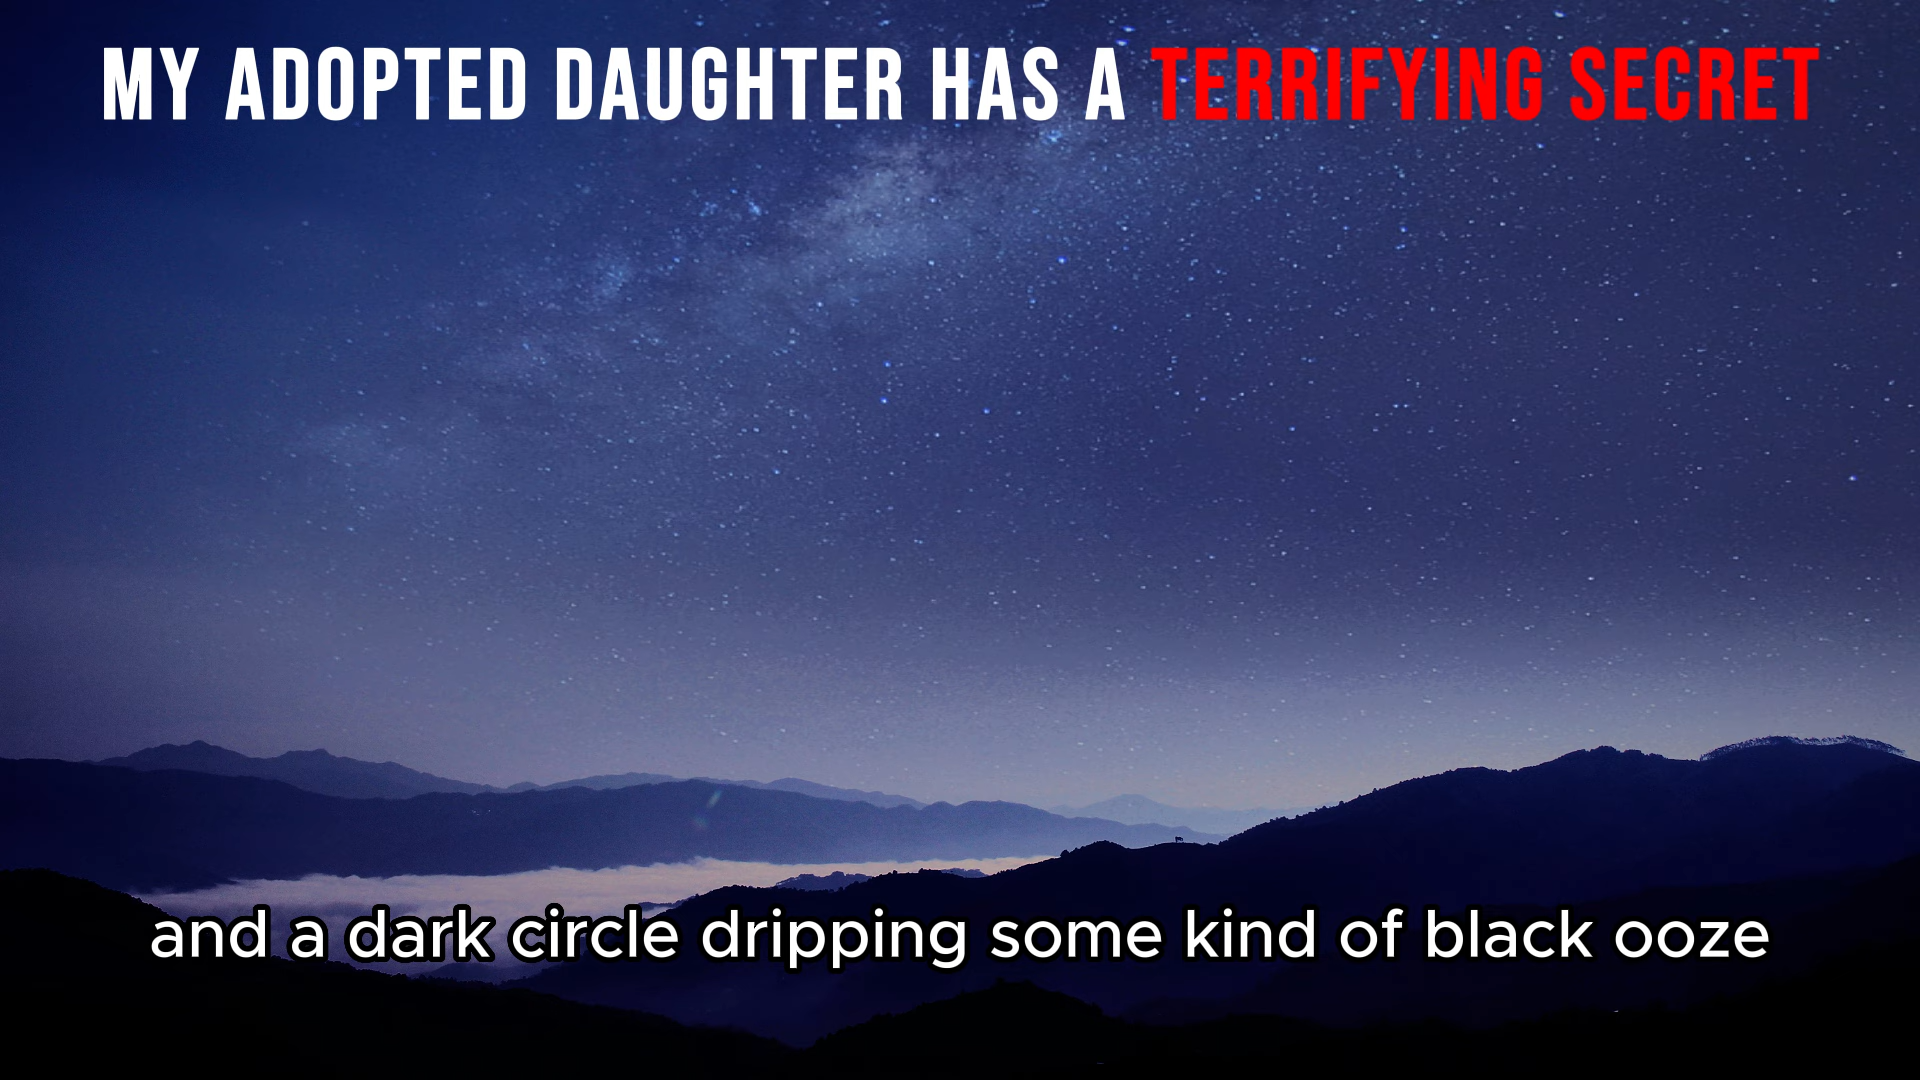 MY ADOPTED DAUGHTER HAS A TERRIFYING SECRET
and a dark circle dripping some kind of black ooze